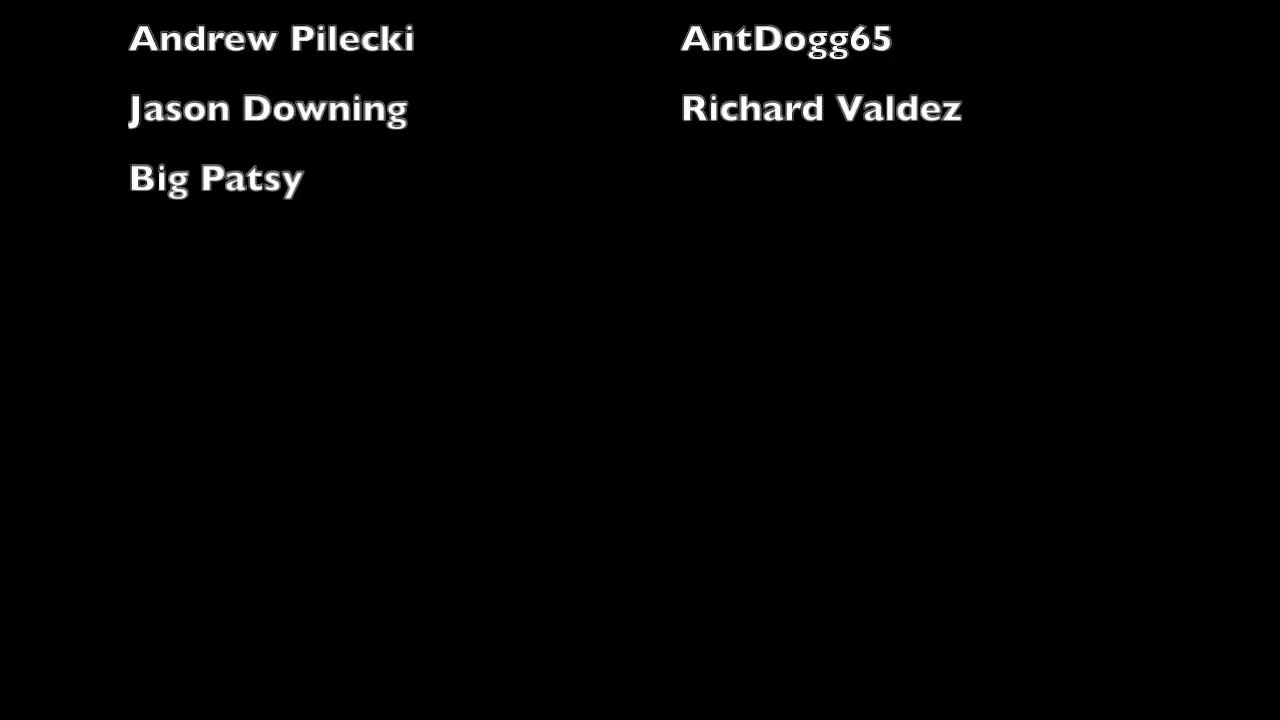 Andrew Pilecki
AntDogg65
Jason Downing
Richard Valdez
Big Patsy